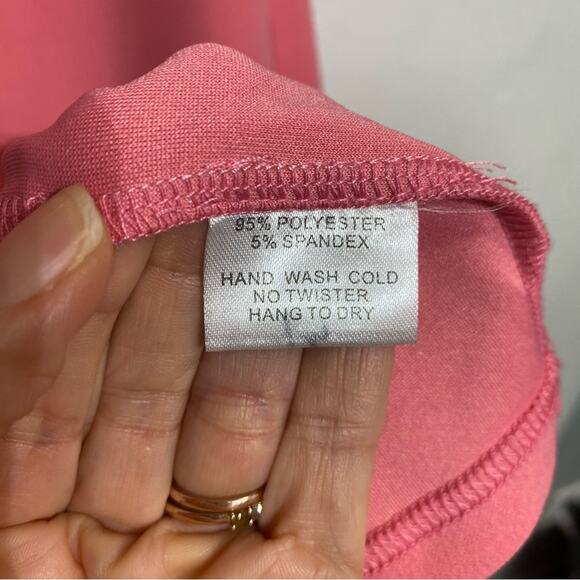 95% POLYESTER
5% SPANDEX
HAND WASH COLD
NO TWISTER
HANG TO DRY